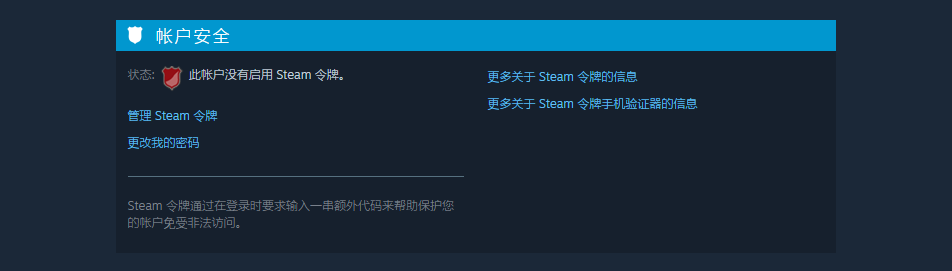 帐户安全
状态: 此帐户没有启用 Steam 令牌。
管理 Steam 令牌
更改我的密码
Steam 令牌通过在登录时要求输入一串额外代码来帮助保护您
的帐户免受非法访问。
更多关于 Steam 令牌的信息
更多关于 Steam 令牌手机验证器的信息